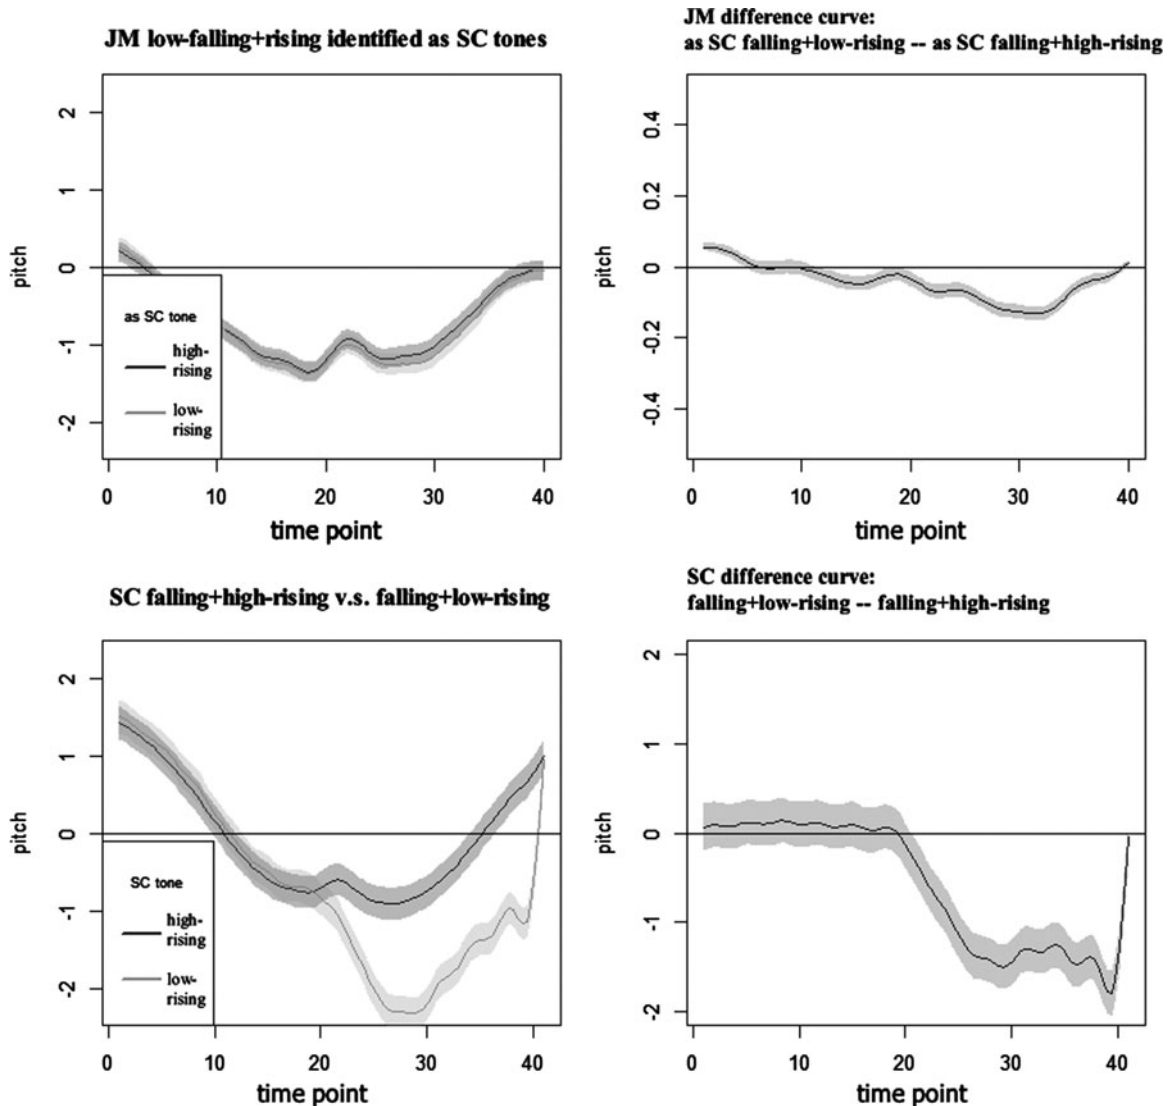 JM low-falling+rising identified as SC tones
2
1
0
-1
-2
pitch
as SC tone
high-
rising
low-
rising
0
10
20
30
40
time point
JM difference curve:
as SC falling+low-rising -- as SC falling+high-rising
0.4
0.2
0
-0.2
-0.4
pitch
0
10
20
30
40
time point
SC falling+high-rising v.s. falling+low-rising
2
1
0
-1
-2
pitch
SC tone
high-
rising
low-
rising
0
10
20
30
40
time point
SC difference curve:
falling+low-rising -- falling+high-rising
2
1
0
-1
-2
pitch
0
10
20
30
40
time point